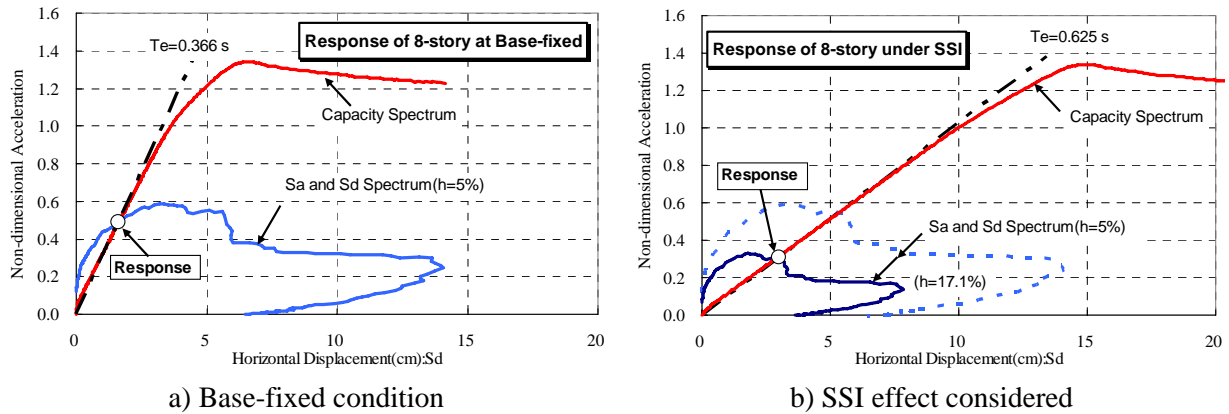 Te=0.366 s
Response of 8-story at Base-fixed
Capacity Spectrum
Sa and Sd Spectrum(h=5%)
Response
Non-dimensional Acceleration
1.6
1.4
1.2
1.0
0.8
0.6
0.4
0.2
0.0
0
5
10
15
20
Horizontal Displacement(cm):Sd
a) Base-fixed condition
Te=0.625 s
Response of 8-story under SSI
Capacity Spectrum
Response
Sa and Sd Spectrum(h=5%)
(h=17.1%)
Non-dimensional Acceleration
1.6
1.4
1.2
1.0
0.8
0.6
0.4
0.2
0.0
0
5
10
15
20
Horizontal Displacement(cm):Sd
b) SSI effect considered